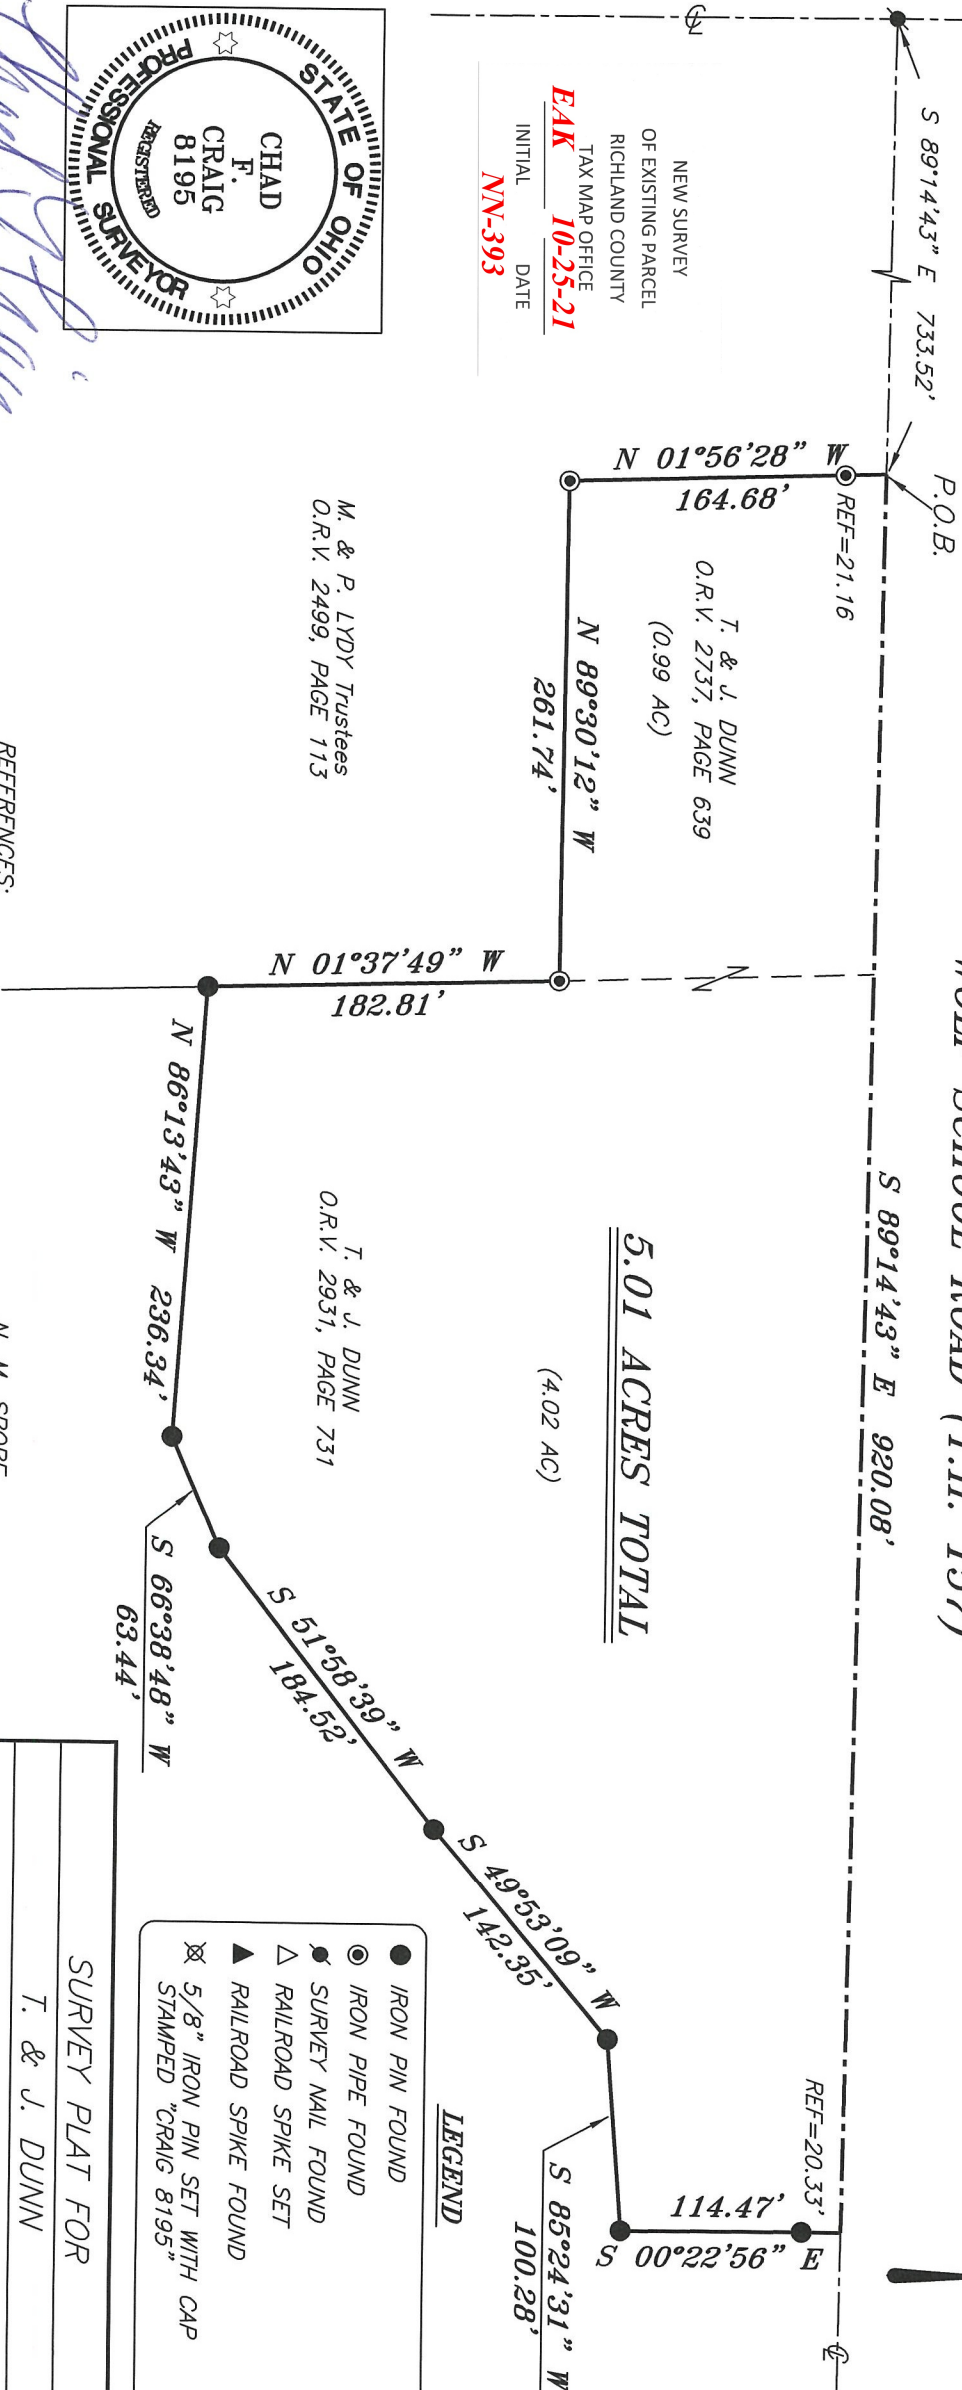 S 89°14'43" E 733.52'
P.O.B.
SCHOOL ROAD
S 89°14'43" E 920.08'
NEW SURVEY
OF EXISTING PARCEL
RICHLAND COUNTY
TAX MAP OFFICE
EAK 10-25-21
INITIAL DATE
NN-393
STATE OF OHIO
CHAD
F.
CRAIG
8195
REGISTERED
PROFESSIONAL SURVEYOR
N 01°56'28" W
164.68'
REF=21.16
T. & J. DUNN
O.R.V. 2737, PAGE 639
(0.99 AC)
N 89°30'12" W
261.74'
M. & P. LYDY Trustees
O.R.V. 2499, PAGE 113
REFERENCES:
N 01°37'49" W
182.81'
N 86°13'43" W 236.34'
5.01 ACRES TOTAL
(4.02 AC)
T. & J. DUNN
O.R.V. 2931, PAGE 731
S 66°38'48" W
63.44'
S 51°58'39" W
184.52'
S 49°53'09" W
142.35'
S 85°24'31" W
100.28'
REF=20.33'
114.47'
S 00°22'56" E
LEGEND
IRON PIN FOUND
IRON PIPE FOUND
SURVEY NAIL FOUND
RAILROAD SPIKE SET
RAILROAD SPIKE FOUND
5/8" IRON PIN SET WITH CAP
STAMPED "CRAIG 8195"
SURVEY PLAT FOR
T. & J. DUNN